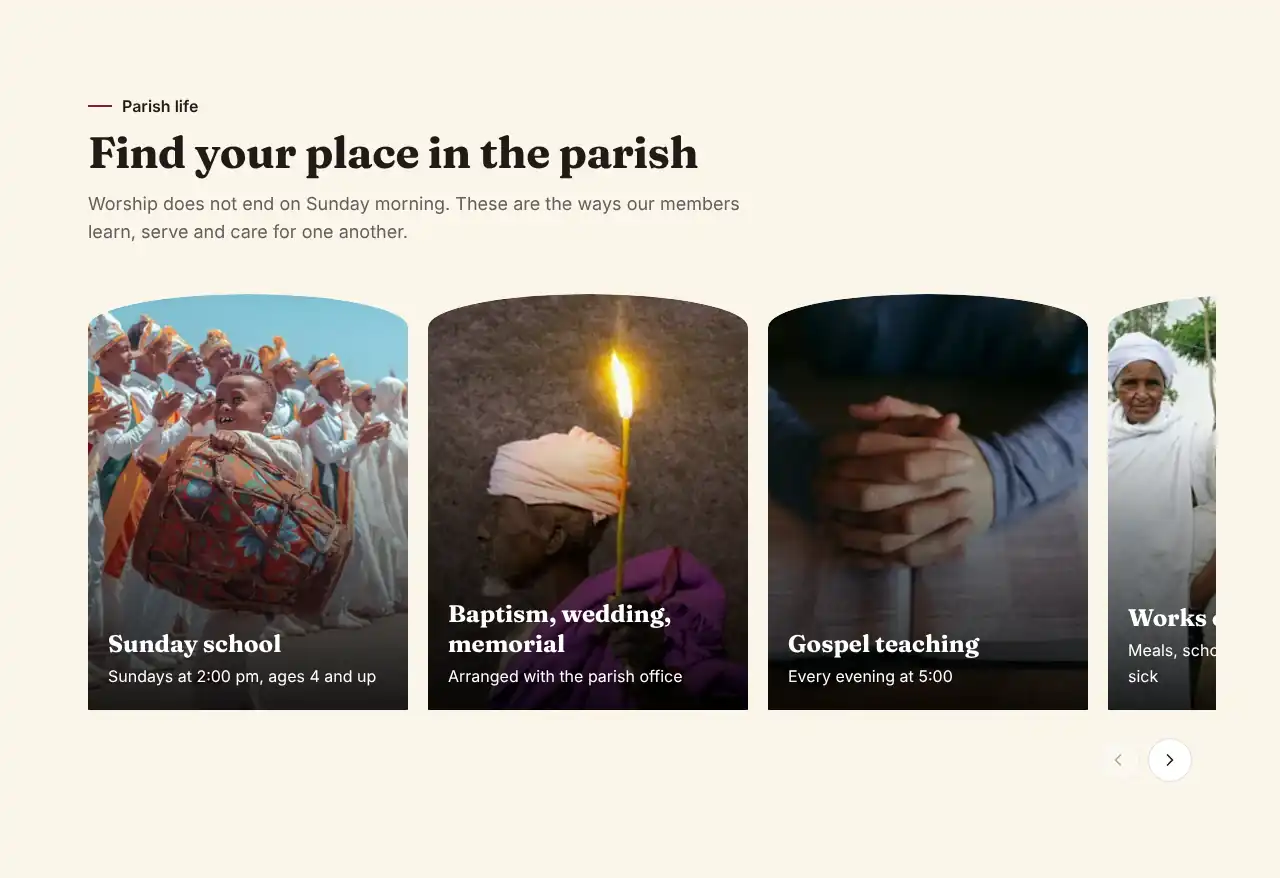 Parish life
Find your place in the parish
Worship does not end on Sunday morning. These are the ways our members
learn, serve and care for one another.
Sunday school
Sundays at 2:00 pm, ages 4 and up
Baptism, wedding,
memorial
Arranged with the parish office
Gospel teaching
Every evening at 5:00
Works
Meals,
sick